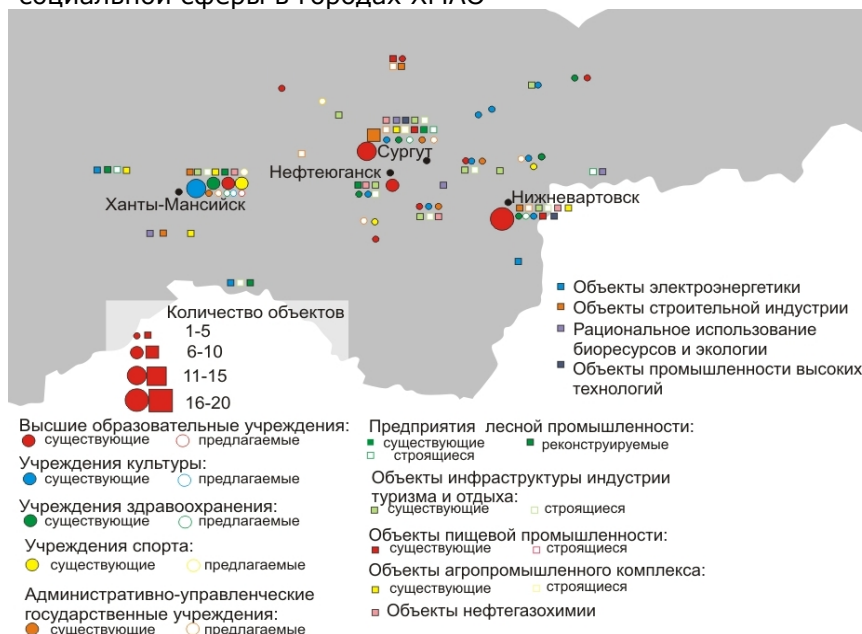 социальной сферы в городах ХМАО
Сургут
Нефтеюганск
Ханты-Мансийск
Нижневартовск
Количество объектов
1-5
6-10
11-15
16-20
Объекты электроэнергетики
Объекты строительной индустрии
Рациональное использование
биоресурсов и экологии
Объекты промышленности высоких
технологий
Высшие образовательные учреждения:
существующие предлагаемые
Учреждения культуры:
существующие предлагаемые
Учреждения здравоохранения:
существующие предлагаемые
Учреждения спорта:
существующие предлагаемые
Административно-управленческие
государственные учреждения:
существующие предлагаемые
Предприятия лесной промышленности:
существующие реконструируемые
строящиеся
Объекты инфраструктуры индустрии
туризма и отдыха:
существующие строящиеся
Объекты пищевой промышленности:
существующие строящиеся
Объекты агропромышленного комплекса:
существующие строящиеся
Объекты нефтегазохимии